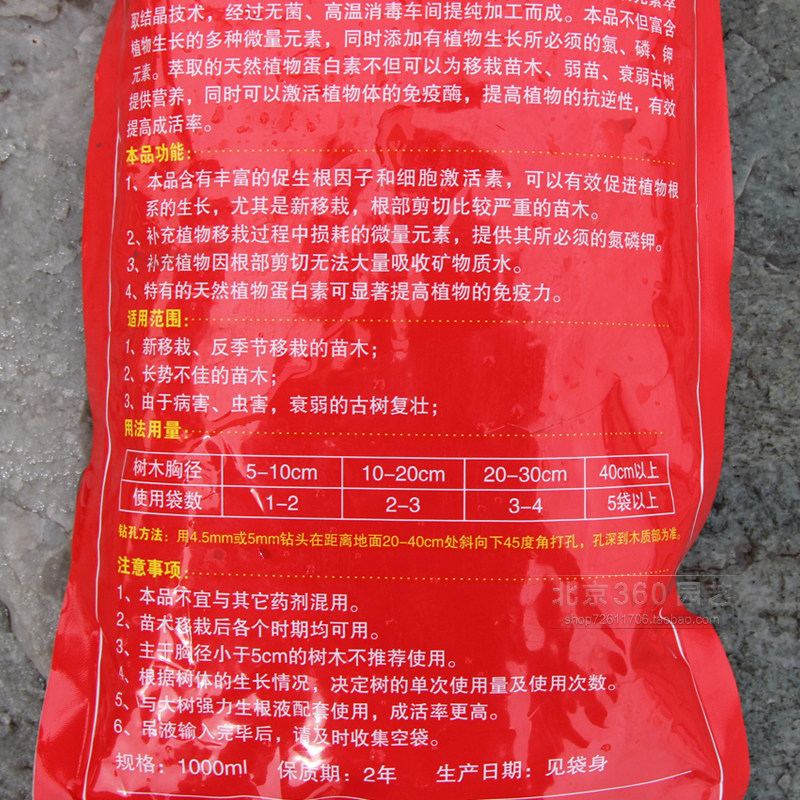 取结晶技术，经过无菌、高温消毒车间提纯加工而成。本品不但富含
植物生长的多种微量元素，同时添加有植物生长所必须的氮、磷、钾
元素。萃取的天然植物蛋白素不但可以为移栽苗木、弱苗、衰弱古树
提供营养，同时可以激活植物体的免疫酶，提高植物的抗逆性，有效
提高成活率。
本品功能：
1、本品含有丰富的促生根因子和细胞激活素，可以有效促进植物根
系的生长，尤其是新移栽，根部剪切比较严重的苗木。
2、补充植物移栽过程中损耗的微量元素，提供其所必须的氮磷钾。
3、补充植物因根部剪切无法大量吸收矿物质水。
4、特有的天然植物蛋白素可显著提高植物的免疫力。
适用范围：
1、新移栽、反季节移栽的苗木；
2、长势不佳的苗木；
3、由于病害、虫害，衰弱的古树复壮；
用法用量：
树木胸径 5-10cm 10-20cm 20-30cm 40cm以上
使用袋数 1-2 2-3 3-4 5袋以上
钻孔方法：用4.5mm或5mm钻头在距离地面20-40cm处斜向下45度角打孔，孔深到木质部为准。
注意事项：
1、本品不宜与其它药剂混用。
2、苗木移栽后各个时期均可用。
3、主干胸径小于5cm的树木不推荐使用。
4、根据树体的生长情况，决定树的单次使用量及使用次数。
5、与大树强力生根液配套使用，成活率更高。
6、吊液输入完毕后，请及时收集空袋。
规格：1000ml 保质期：2年 生产日期：见袋身
北京360园艺
shop72611706.taobao.com